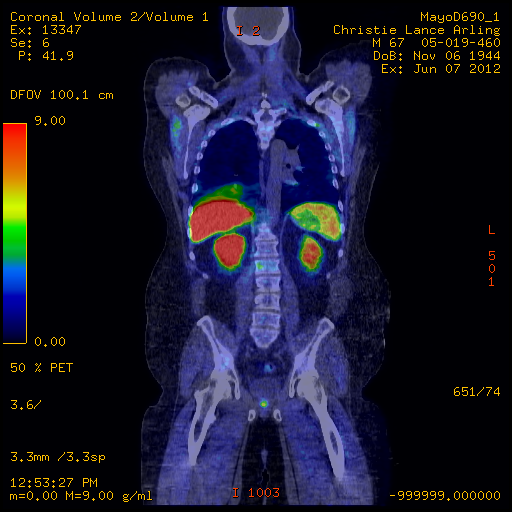 Coronal Volume 2/Volume 1
Ex: 13347
Se: 6
P: 41.9
DFOV 100.1 cm
9.00
0.00
50 % PET
3.6/
3.3mm /3.3sp
12:53:27 PM
m=0.00 M=9.00 g/ml
I 2
I 1003
MayoD690_1
Christie Lance Arling
M 67 05-019-460
DoB: Nov 06 1944
Ex: Jun 07 2012
L
501
651/74
-999999.000000